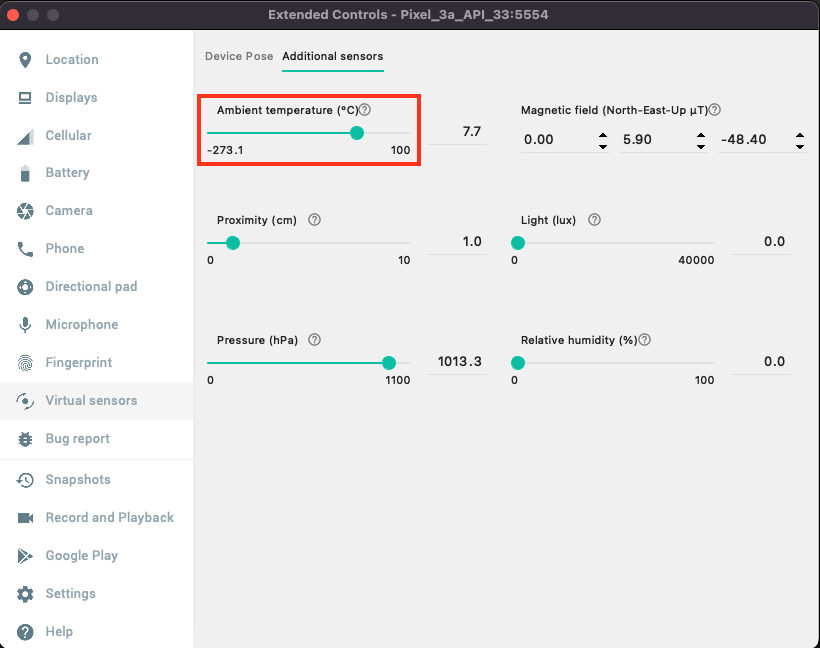 Extended Controls - Pixel_3a_API_33:5554
Location
Displays
Cellular
Battery
Camera
Phone
Directional pad
Microphone
Fingerprint
Virtual sensors
Bug report
Snapshots
Record and Playback
Google Play
Settings
Help
Device Pose Additional sensors
Ambient temperature (°C) ?
7.7
-273.1 100
Magnetic field (North-East-Up µT) ?
0.00 5.90 -48.40
Proximity (cm) ?
1.0
0 10
Light (lux) ?
0.0
0 40000
Pressure (hPa) ?
1013.3
0 1100
Relative humidity (%) ?
0.0
0 100